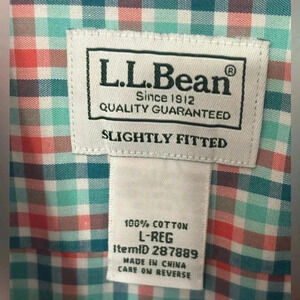 L.L.Bean®
Since 1912
QUALITY GUARANTEED
SLIGHTLY FITTED
100% COTTON
L-REG
ItemID 287889
MADE IN CHINA
CARE ON REVERSE